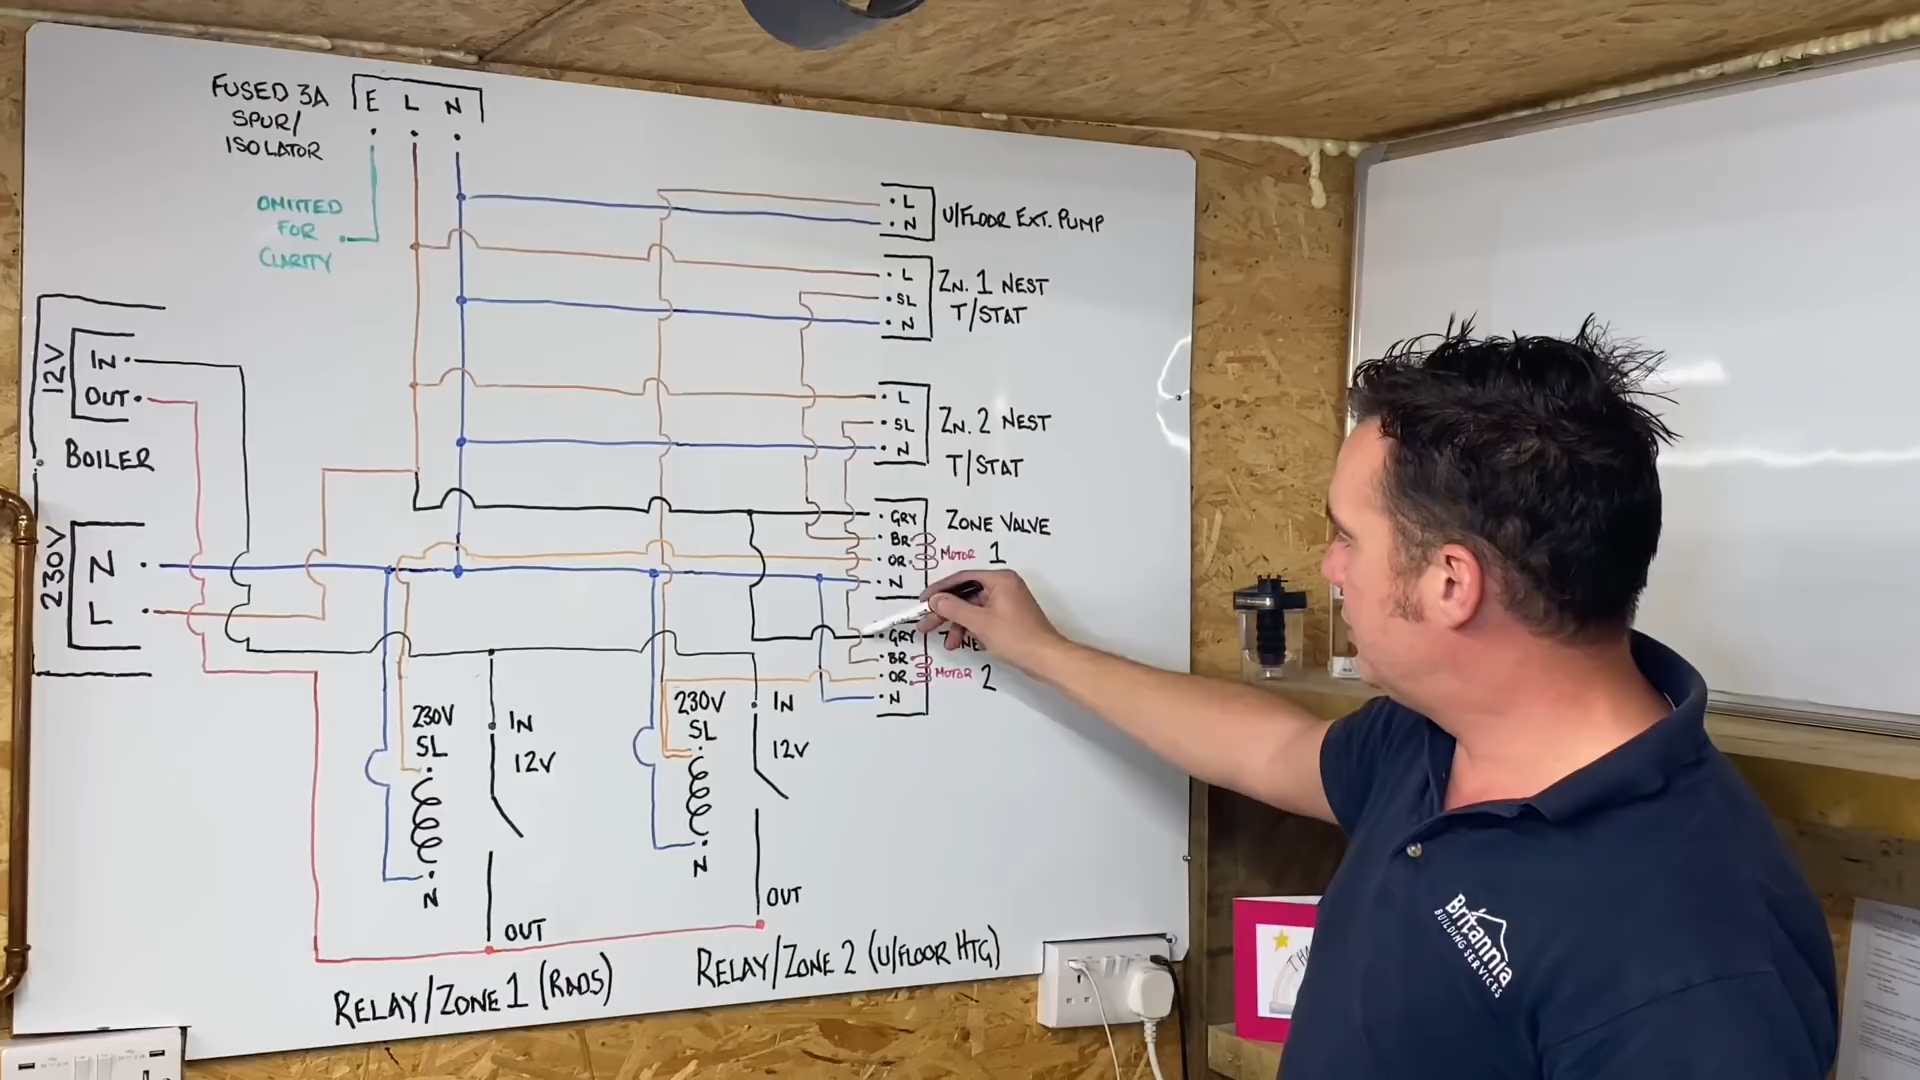 FUSED 3A
SPUR/
ISOLATOR
E L N
OMITTED
FOR
CLARITY
L
N
U/FLOOR EXT. PUMP
L
SL
N
ZN. 1 NEST
T/STAT
L
SL
N
ZN. 2 NEST
T/STAT
12V
IN
OUT
BOILER
230V
N
L
GRY
BR
OR
N
ZONE VALVE
MOTOR 1
GRY
BR
OR
N
MOTOR 2
230V
SL
N
IN
12V
OUT
RELAY/ZONE 1 (RADS)
230V
SL
N
IN
12V
OUT
RELAY/ZONE 2 (U/FLOOR HTG)
Britannia
BUILDING SERVICES